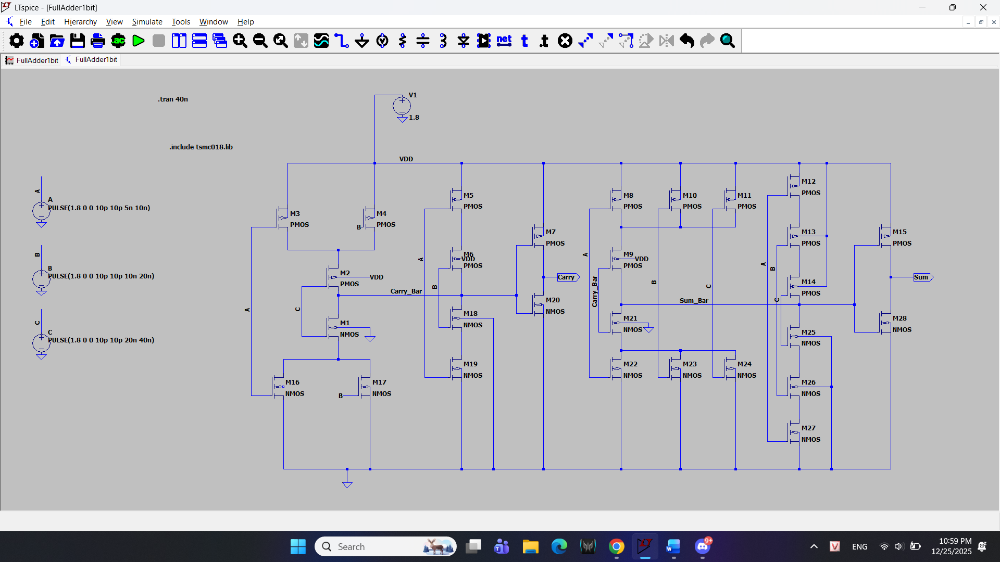 LTspice - [FullAdder1bit]
File Edit Hierarchy View Simulate Tools Window Help
.ac net t .t
FullAdder1bit FullAdder1bit
.tran 40n
V1
1.8
.include tsmc018.lib
VDD
A
A
PULSE(1.8 0 0 10p 10p 5n 10n)
B
B
PULSE(1.8 0 0 10p 10p 10n 20n)
C
C
PULSE(1.8 0 0 10p 10p 20n 40n)
M3
PMOS
M4
PMOS
B
M2
PMOS
VDD
A
C
M1
NMOS
M16
NMOS
M17
NMOS
B
Carry_Bar
M5
PMOS
A
M6
VDD
PMOS
B
M18
NMOS
M19
NMOS
M7
PMOS
Carry
M20
NMOS
M8
PMOS
A
M9
VDD
PMOS
Carry_Bar
M21
NMOS
M22
NMOS
M10
PMOS
B
M23
NMOS
M11
PMOS
C
M24
NMOS
Sum_Bar
M12
PMOS
M13
PMOS
A
B
M14
PMOS
C
M25
NMOS
M26
NMOS
M27
NMOS
M15
PMOS
Sum
M28
NMOS
Search
9+
V
ENG
10:59 PM
12/25/2025